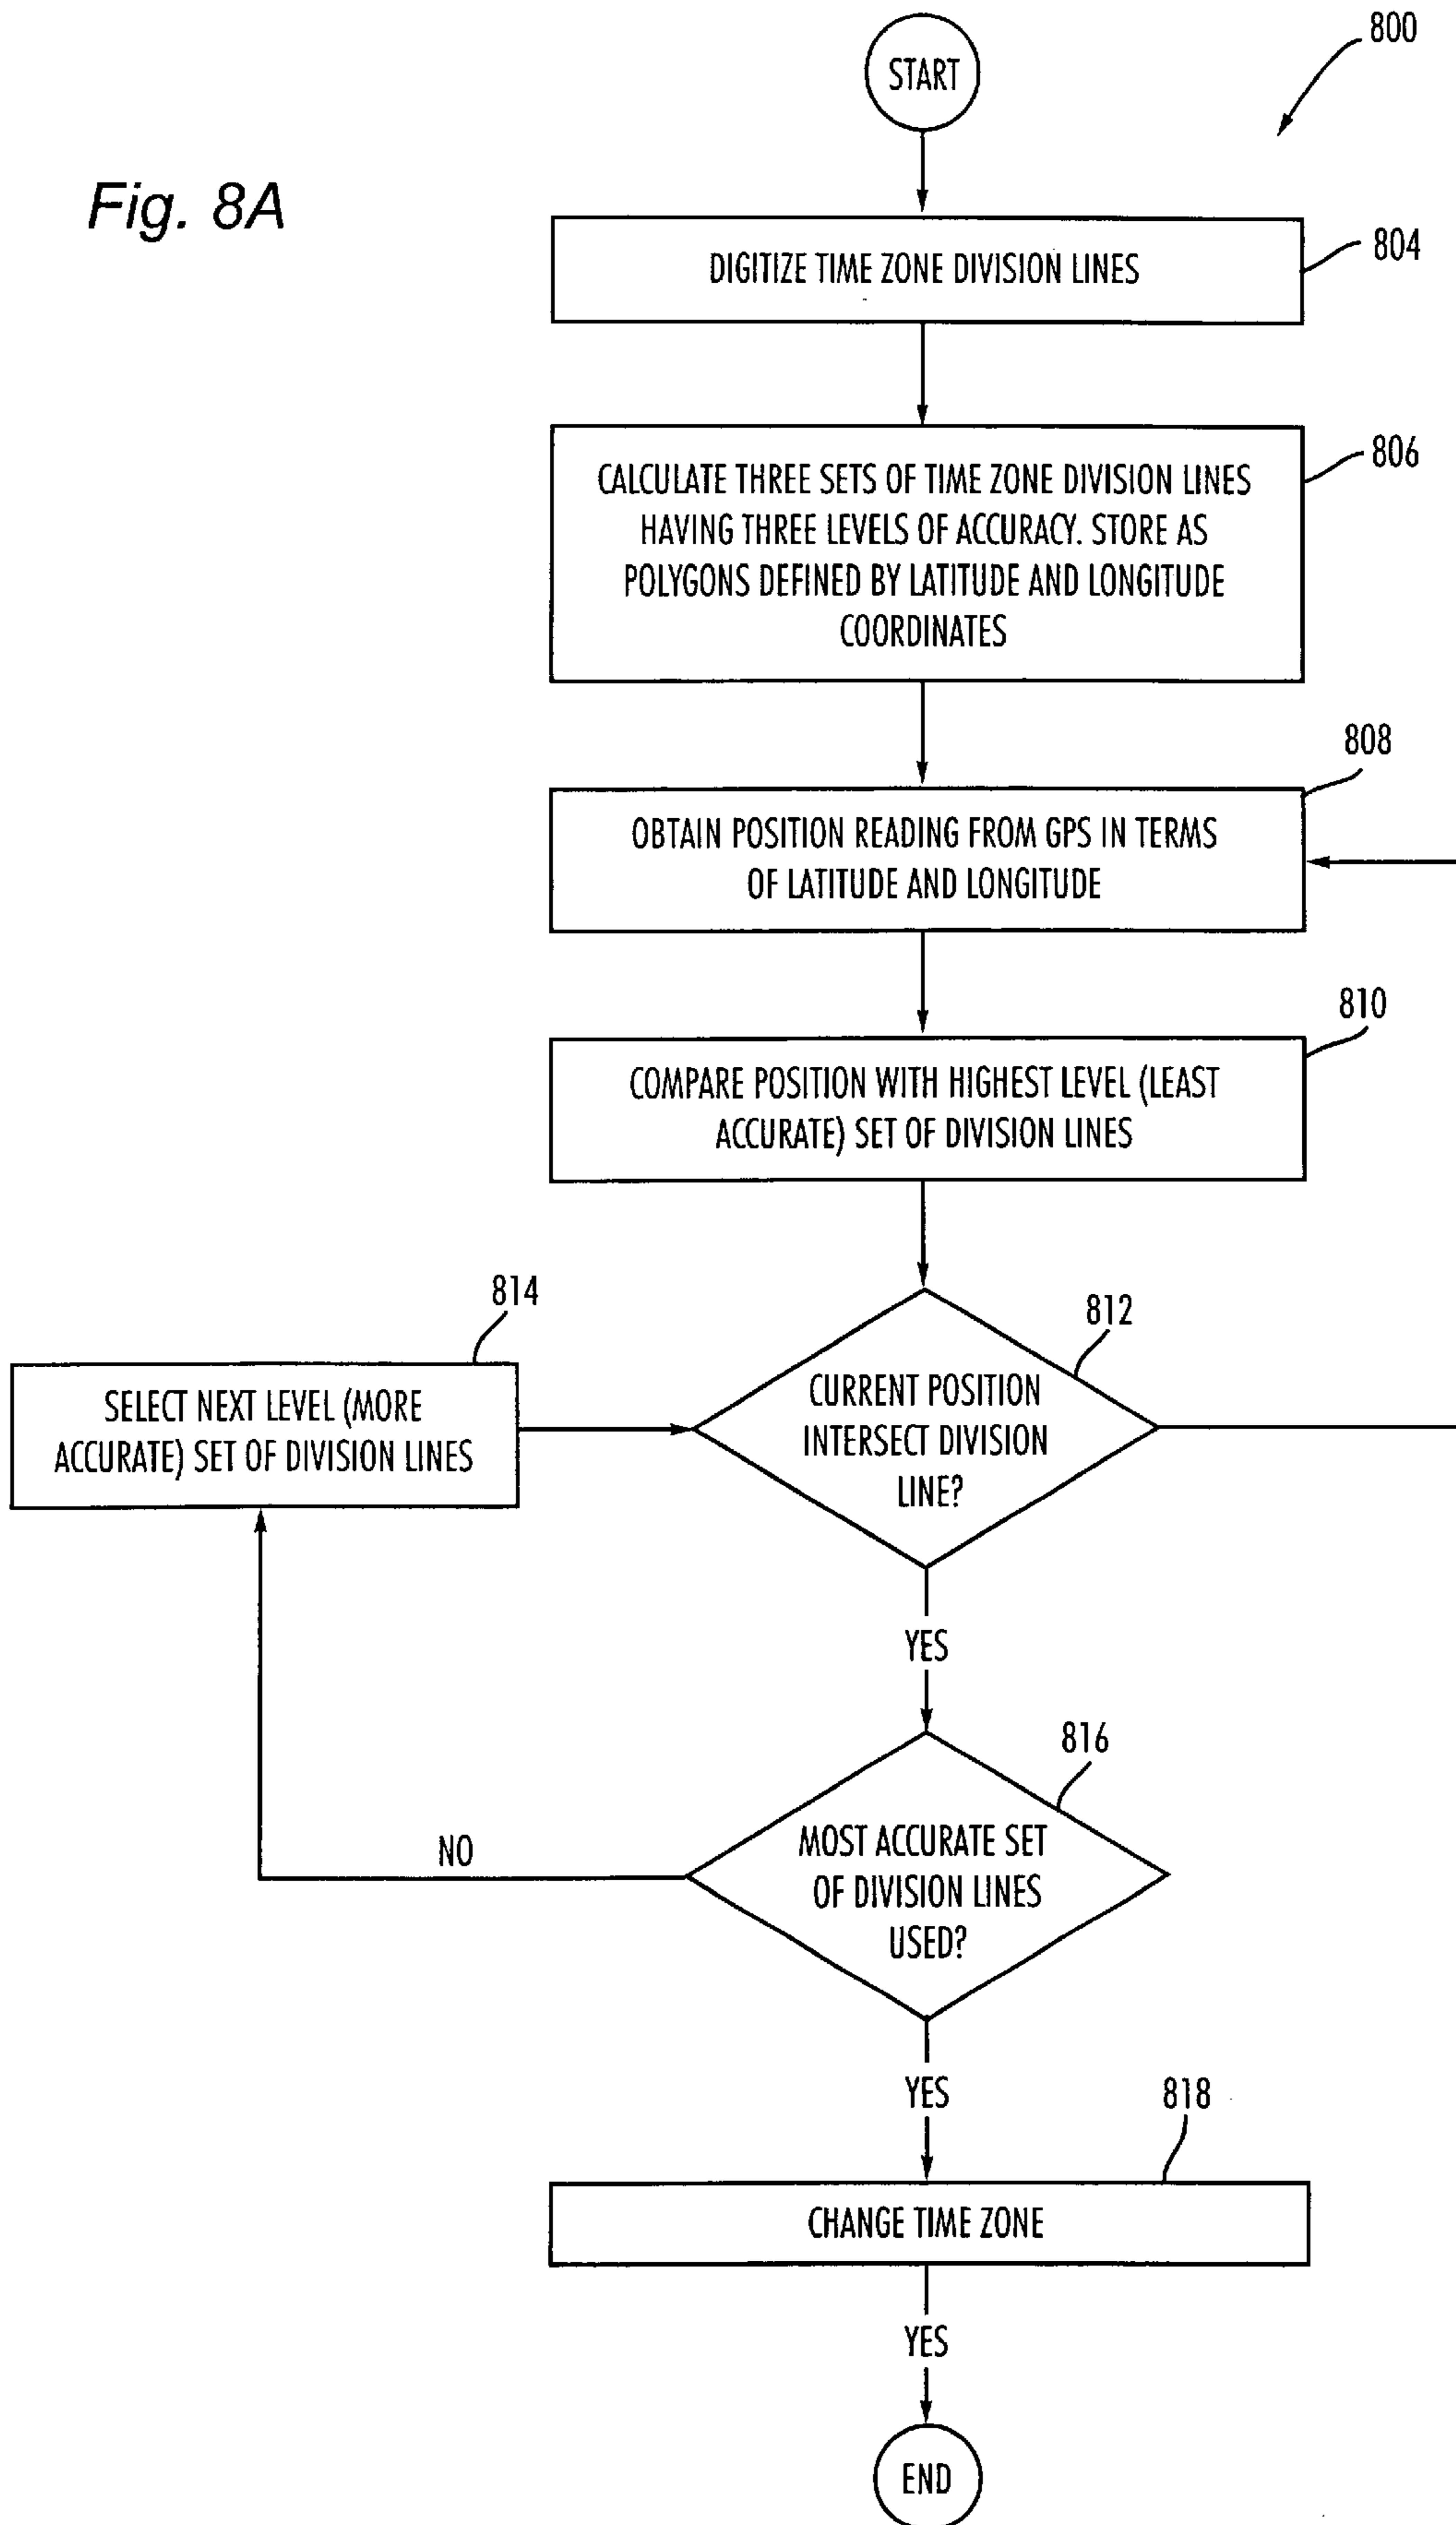 800
START
Fig. 8A
804
DIGITIZE TIME ZONE DIVISION LINES
806
CALCULATE THREE SETS OF TIME ZONE DIVISION LINES
HAVING THREE LEVELS OF ACCURACY. STORE AS
POLYGONS DEFINED BY LATITUDE AND LONGITUDE
COORDINATES
808
OBTAIN POSITION READING FROM GPS IN TERMS
OF LATITUDE AND LONGITUDE
810
COMPARE POSITION WITH HIGHEST LEVEL (LEAST
ACCURATE) SET OF DIVISION LINES
814
812
SELECT NEXT LEVEL (MORE
ACCURATE) SET OF DIVISION LINES
CURRENT POSITION
INTERSECT DIVISION
LINE?
YES
816
MOST ACCURATE SET
OF DIVISION LINES
USED?
NO
YES
818
CHANGE TIME ZONE
YES
END